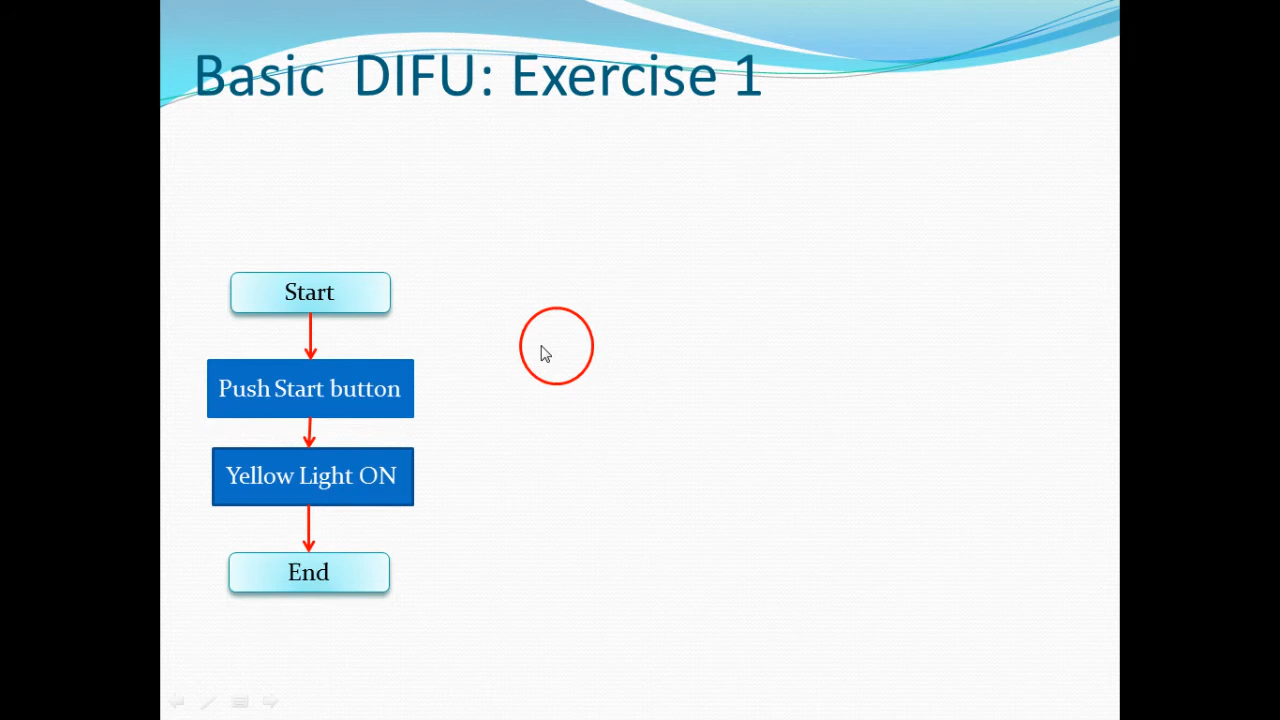 Basic DIFU: Exercise 1
Start
Push Start button
Yellow Light ON
End